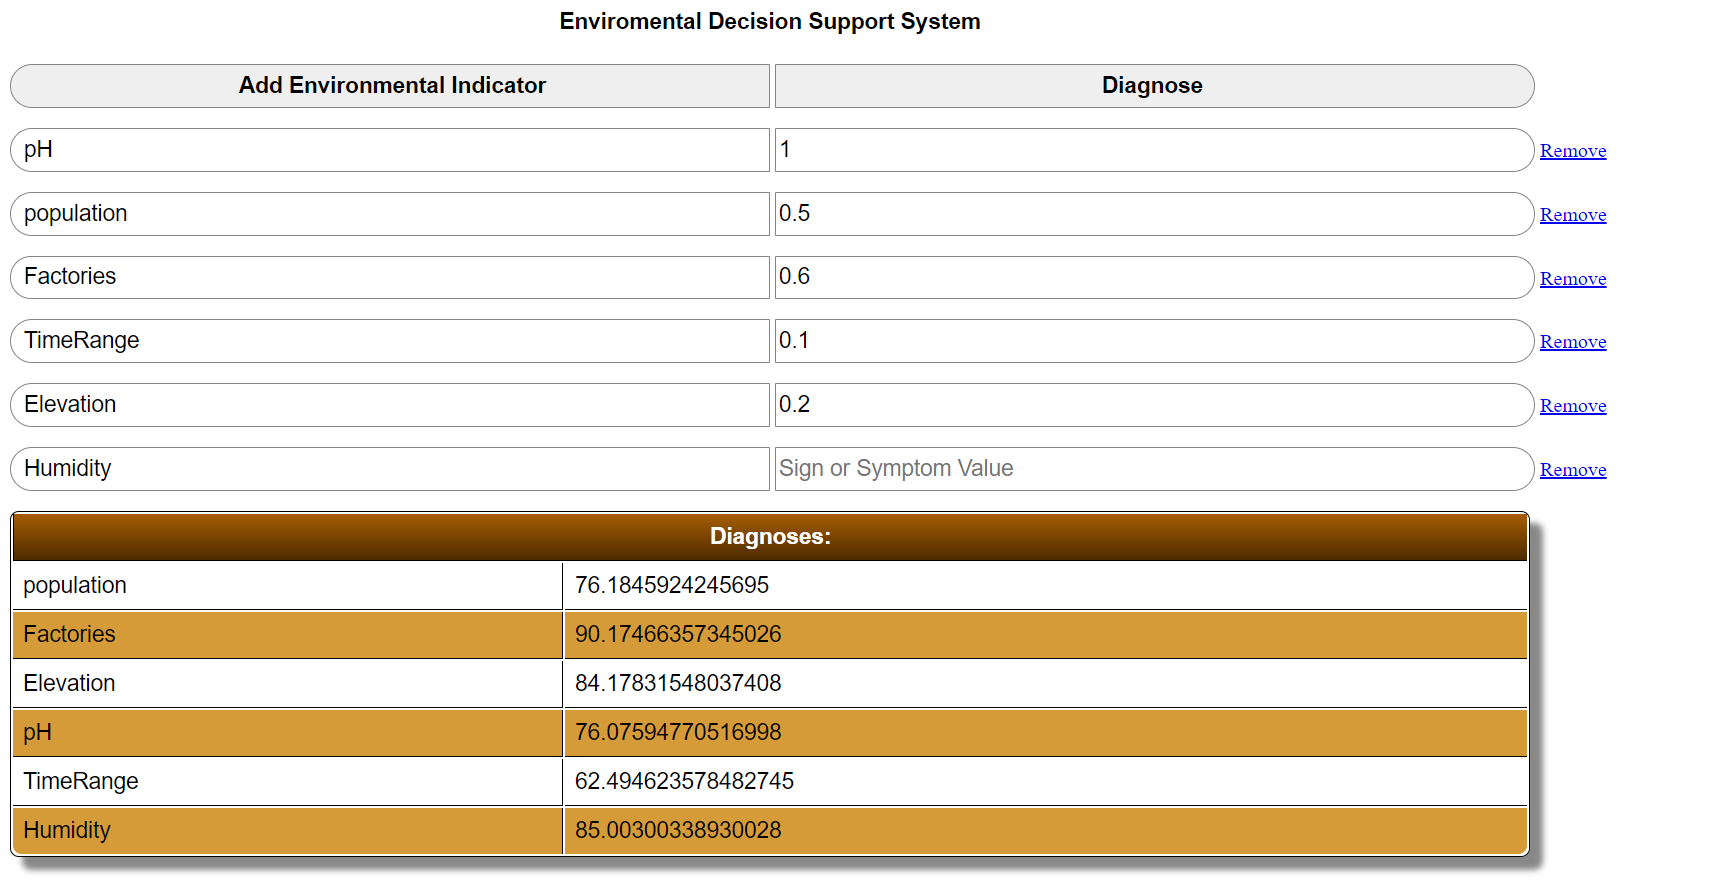 Enviromental Decision Support System
Add Environmental Indicator Diagnose
pH 1 Remove
population 0.5 Remove
Factories 0.6 Remove
TimeRange 0.1 Remove
Elevation 0.2 Remove
Humidity Sign or Symptom Value Remove
Diagnoses:
population 76.1845924245695
Factories 90.17466357345026
Elevation 84.17831548037408
pH 76.07594770516998
TimeRange 62.494623578482745
Humidity 85.00300338930028